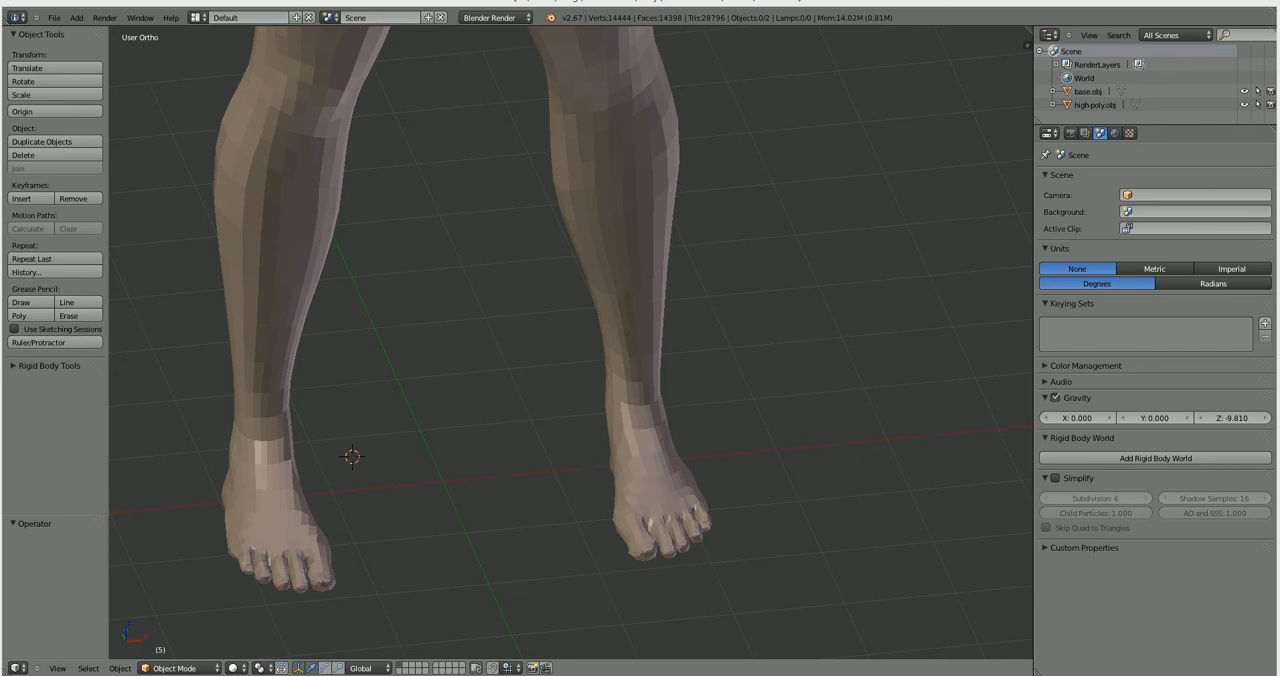 File Add Render Window Help Default Scene Blender Render v2.67 | Verts:14444 | Faces:14398 | Tris:28796 | Objects:0/2 | Lamps:0/0 | Mem:14.02M (0.81M)
Object Tools
Transform:
Translate
Rotate
Scale
Origin
Object:
Duplicate Objects
Delete
Join
Keyframes:
Insert Remove
Motion Paths:
Calculate Clear
Repeat:
Repeat Last
History...
Grease Pencil:
Draw Line
Poly Erase
Use Sketching Sessions
Ruler/Protractor
Rigid Body Tools
Operator
User Ortho
(5)
View Select Object Object Mode Global
View Search All Scenes
Scene
RenderLayers
World
base.obj
high-poly.obj
Scene
Scene
Camera:
Background:
Active Clip:
Units
None Metric Imperial
Degrees Radians
Keying Sets
Color Management
Audio
Gravity
X: 0.000 Y: 0.000 Z: -9.810
Rigid Body World
Add Rigid Body World
Simplify
Subdivision: 6 Shadow Samples: 16
Child Particles: 1.000 AO and SSS: 1.000
Skip Quad to Triangles
Custom Properties